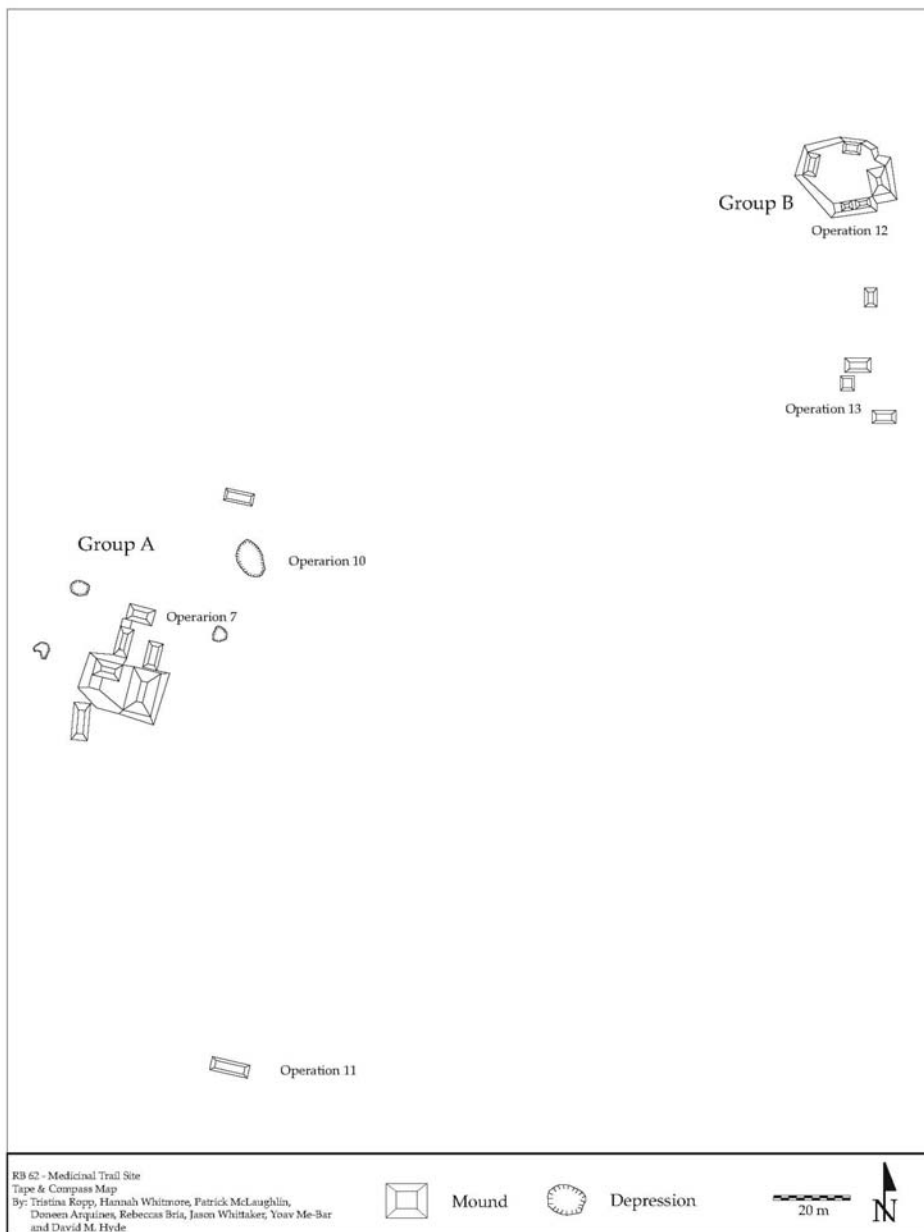 Group B
Operation 12
Operation 13
Group A
Operarion 10
Operarion 7
Operation 11
RB 62 - Medicinal Trail Site
Tape & Compass Map
By: Tristina Ropp, Hannah Whitmore, Patrick McLaughlin,
Doneen Arquines, Rebeccas Bria, Jason Whittaker, Yoav Me-Bar
and David M. Hyde
Mound
Depression
20 m
N